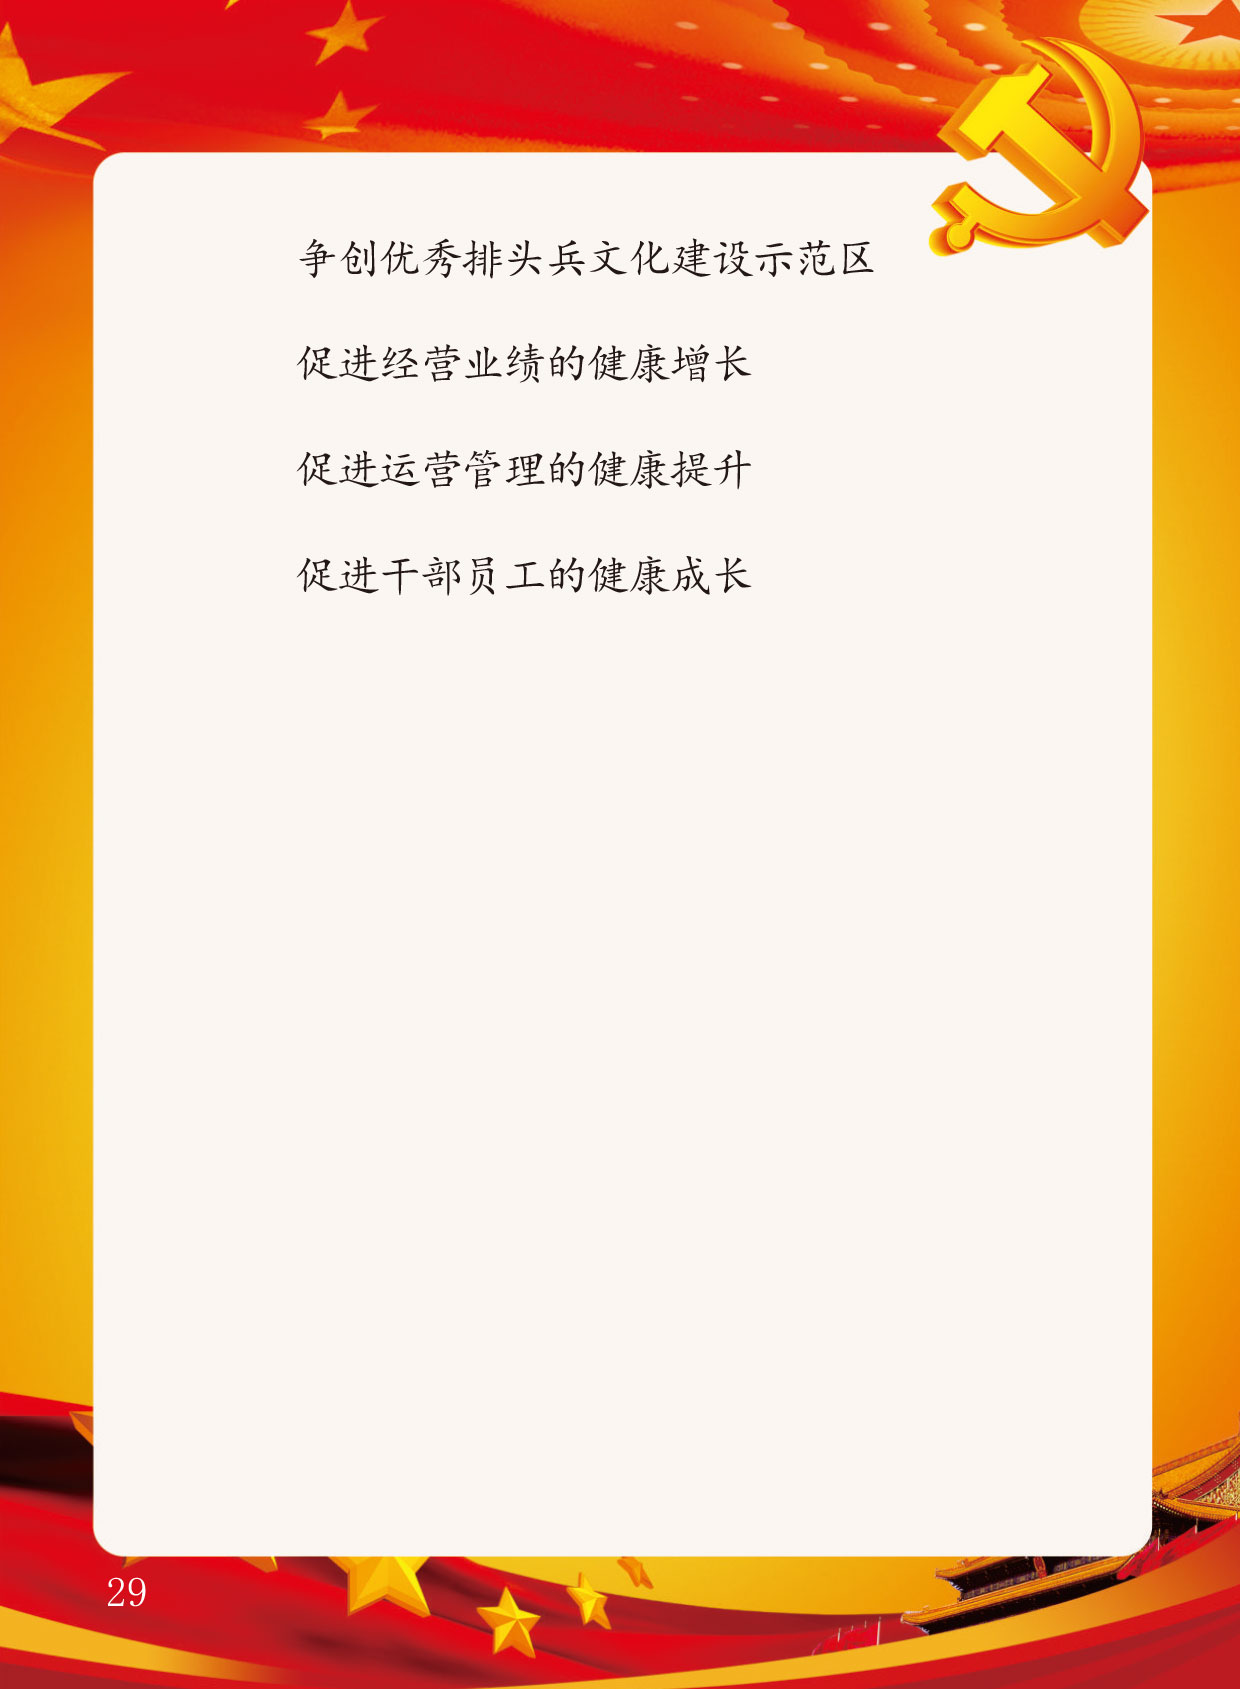 争创优秀排头兵文化建设示范区
促进经营业绩的健康增长
促进运营管理的健康提升
促进干部员工的健康成长
29